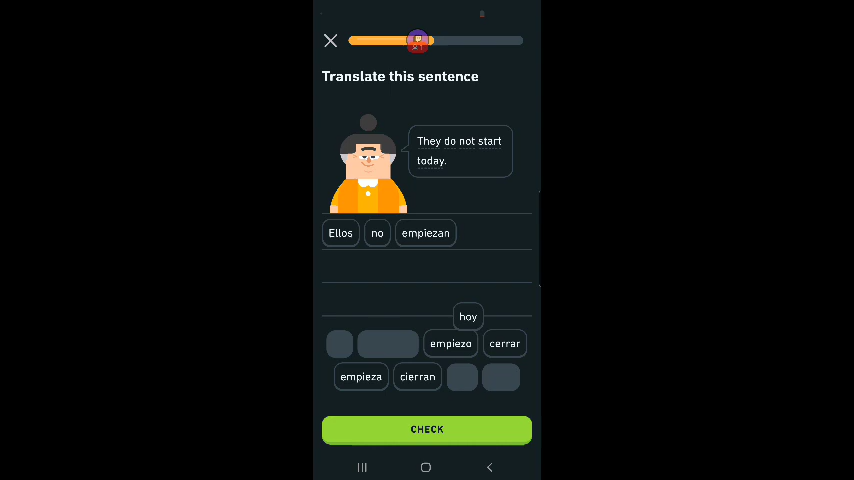 Translate this sentence
They do not start
today.
Ellos no empiezan
hoy
empiezo cerrar
empieza cierran
CHECK